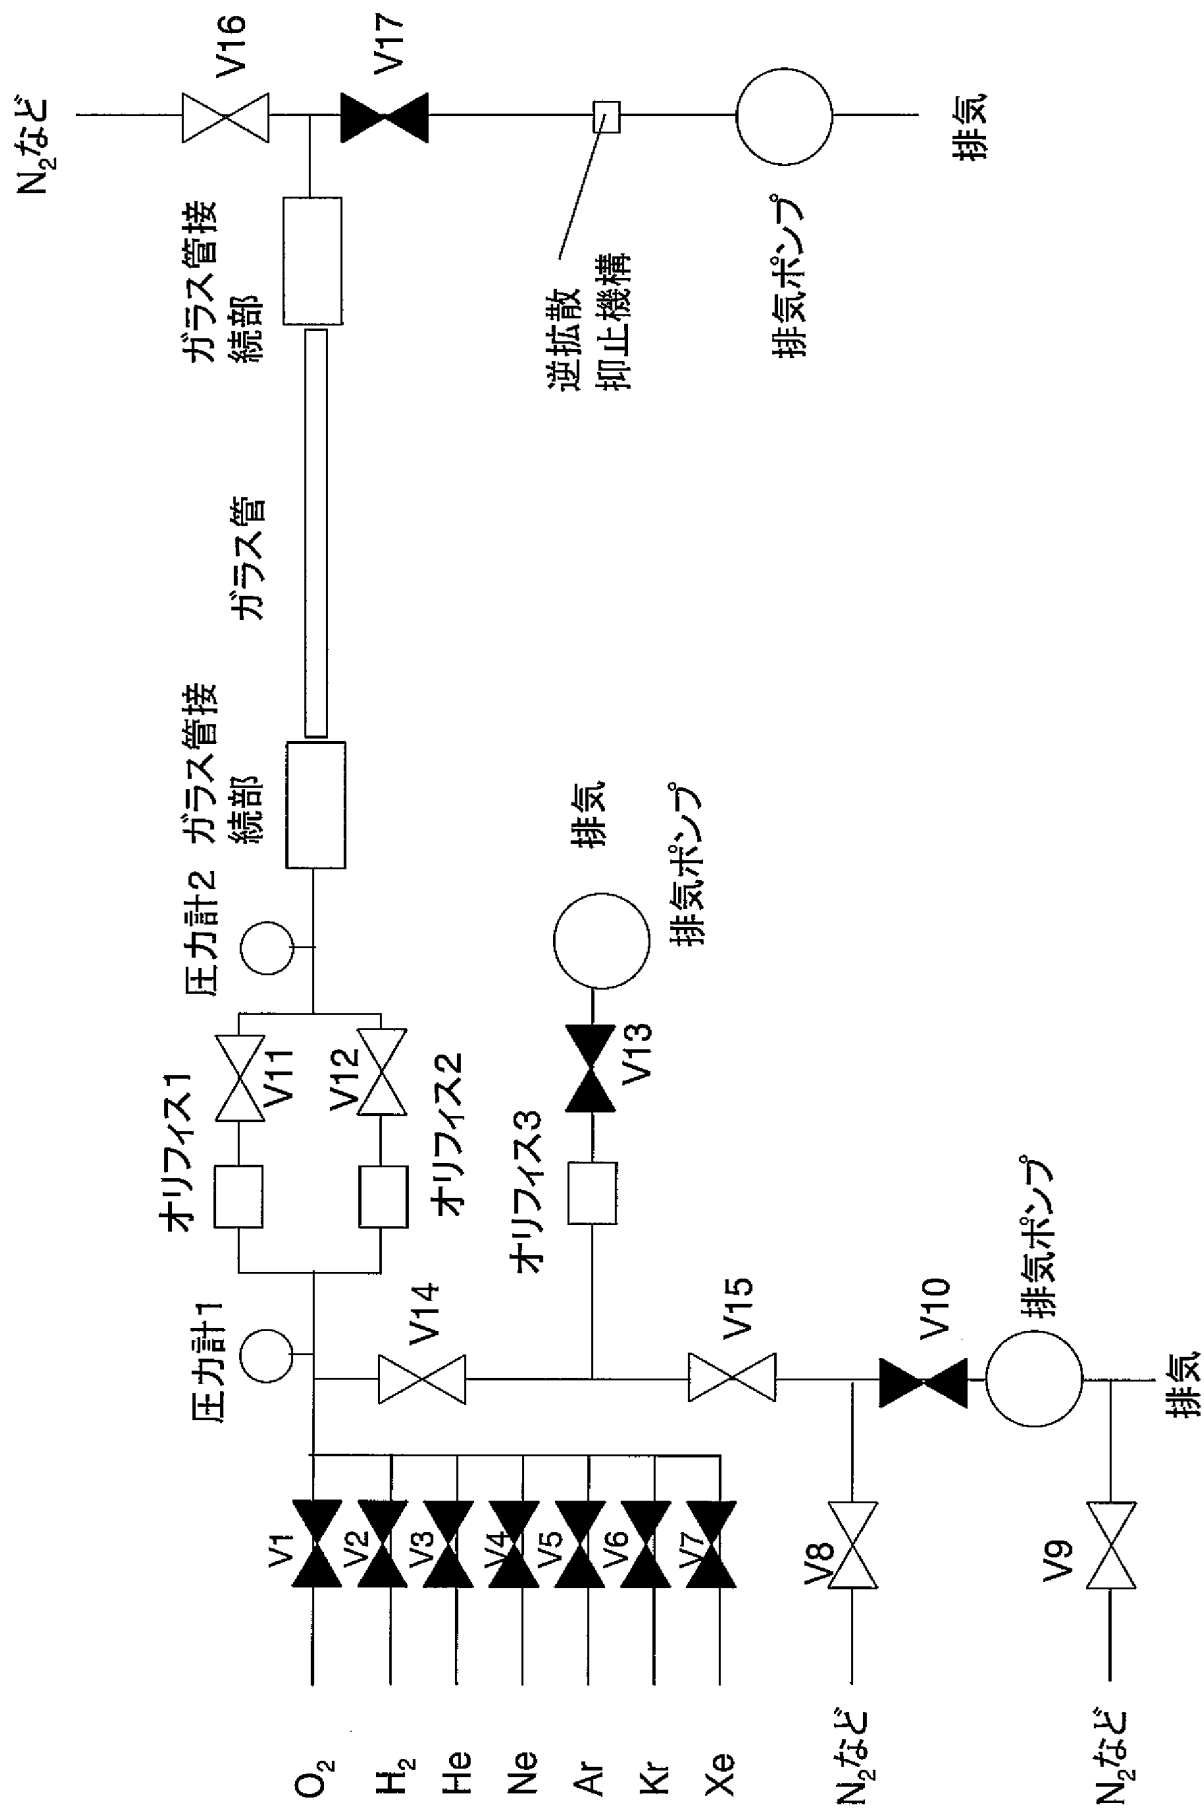 O₂
H₂
He
Ne
Ar
Kr
Xe
N₂など
N₂など
V1
V2
V3
V4
V5
V6
V7
V8
V9
圧力計1
V14
V15
V10
排気ポンプ
排気
オリフィス1
V11
V12
オリフィス2
オリフィス3
V13
排気
排気ポンプ
圧力計2
ガラス管接
続部
ガラス管
ガラス管接
続部
N₂など
V16
V17
逆拡散
抑止機構
排気ポンプ
排気